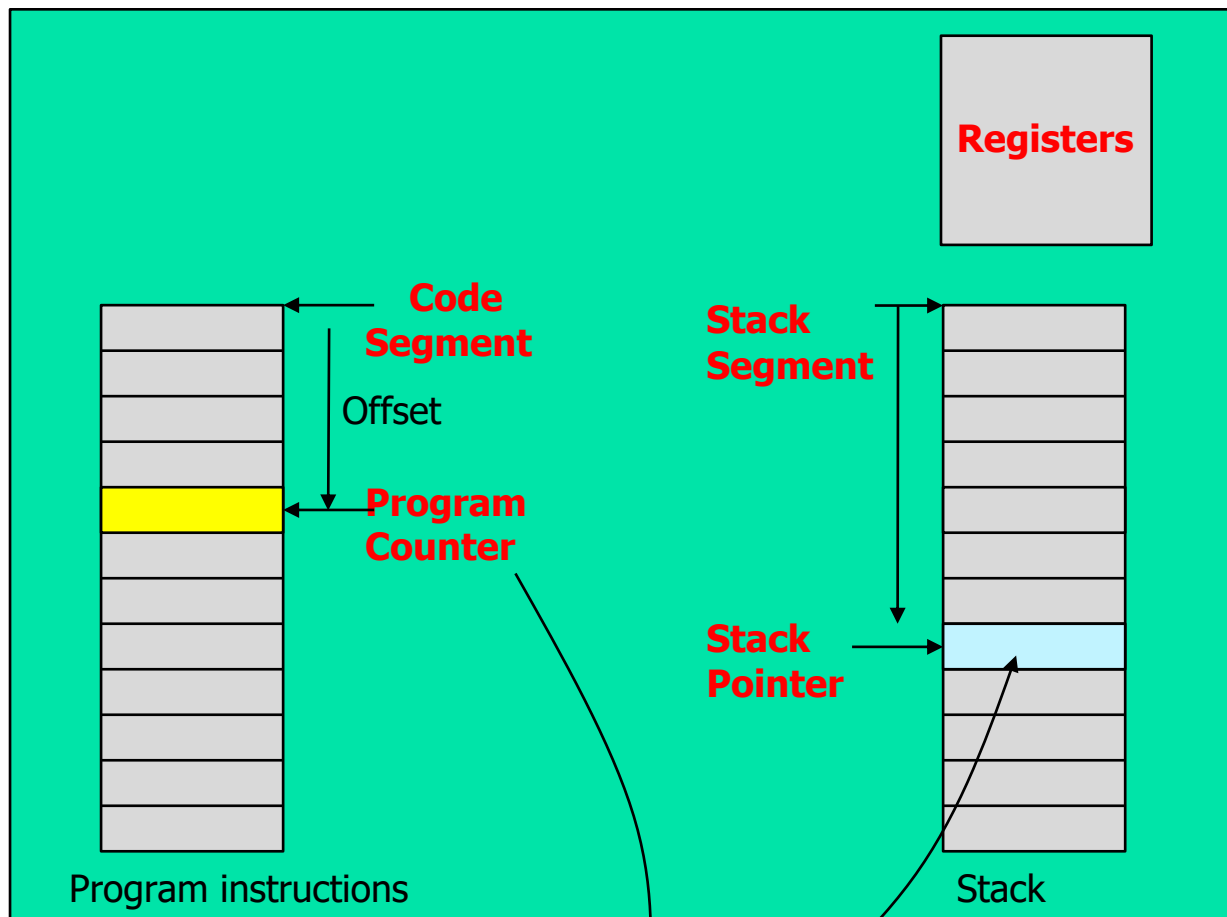 Registers
Code
Segment
Offset
Program
Counter
Stack
Segment
Stack
Pointer
Program instructions
Stack